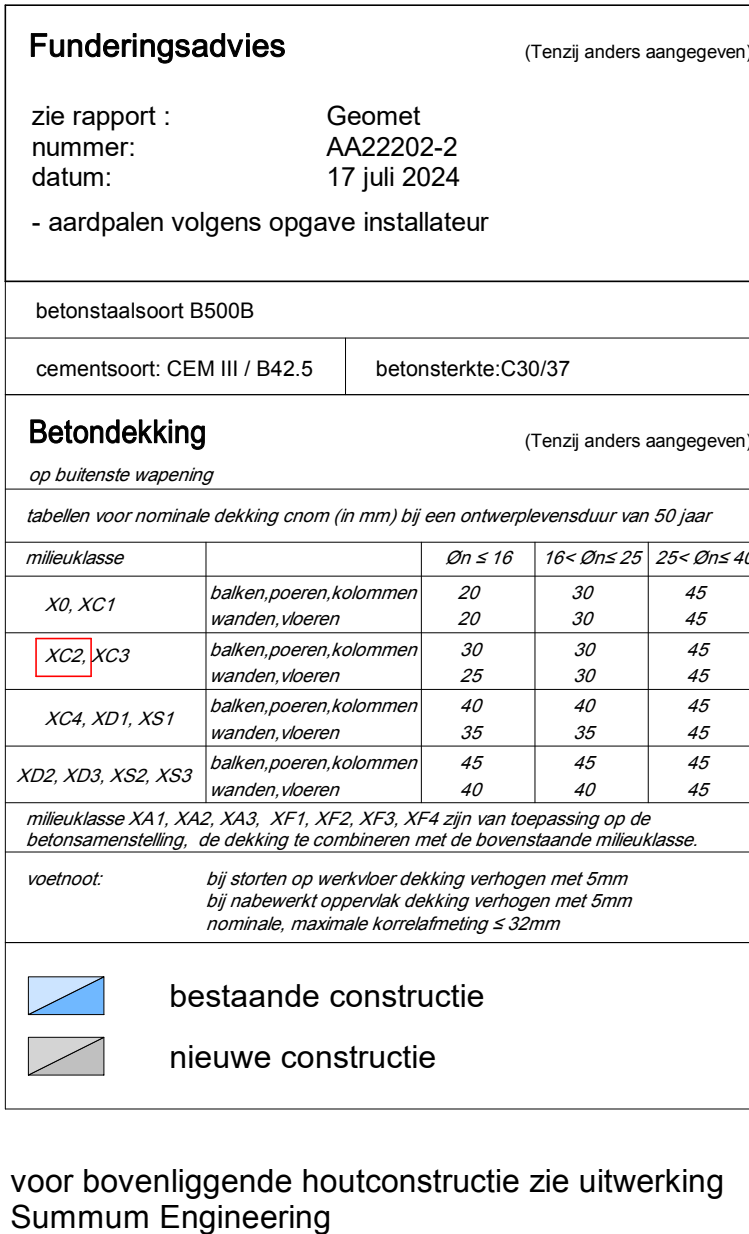 Funderingsadvies (Tenzij anders aangegeven)
zie rapport : Geomet
nummer: AA22202-2
datum: 17 juli 2024
- aardpalen volgens opgave installateur
betonstaalsoort B500B
cementsoort: CEM III / B42.5 betonsterkte:C30/37
Betondekking (Tenzij anders aangegeven)
op buitenste wapening
tabellen voor nominale dekking cnom (in mm) bij een ontwerplevensduur van 50 jaar
milieuklasse Øn ≤ 16 16< Øn≤ 25 25< Øn≤ 40
X0, XC1 balken,poeren,kolommen 20 30 45
wanden,vloeren 20 30 45
XC2, XC3 balken,poeren,kolommen 30 30 45
wanden,vloeren 25 30 45
XC4, XD1, XS1 balken,poeren,kolommen 40 40 45
wanden,vloeren 35 35 45
XD2, XD3, XS2, XS3 balken,poeren,kolommen 45 45 45
wanden,vloeren 40 40 45
milieuklasse XA1, XA2, XA3, XF1, XF2, XF3, XF4 zijn van toepassing op de
betonsamenstelling, de dekking te combineren met de bovenstaande milieuklasse.
voetnoot: bij storten op werkvloer dekking verhogen met 5mm
bij nabewerkt oppervlak dekking verhogen met 5mm
nominale, maximale korrelafmeting ≤ 32mm
bestaande constructie
nieuwe constructie
voor bovenliggende houtconstructie zie uitwerking
Summum Engineering